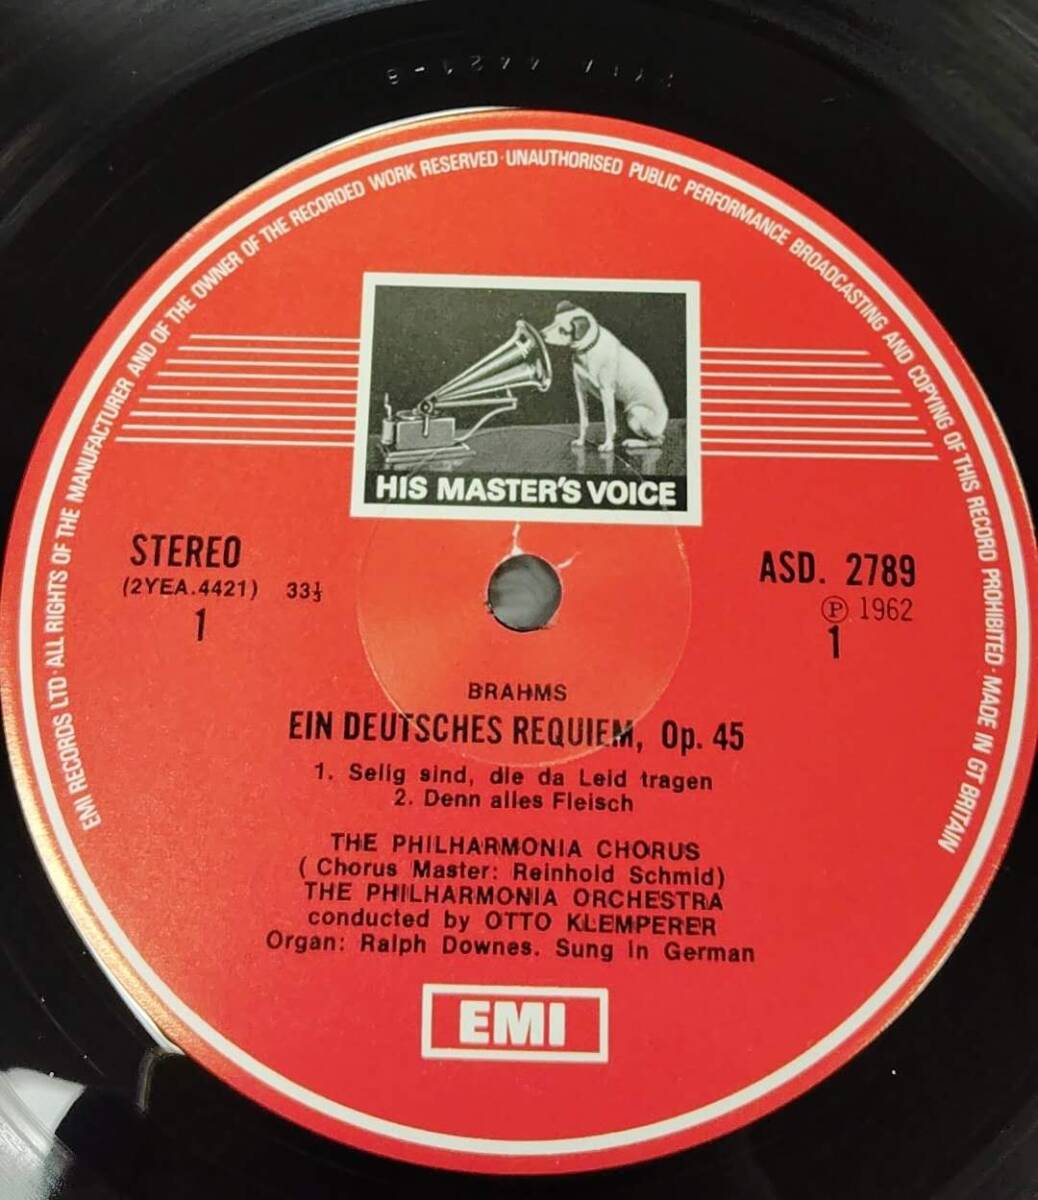 EMI RECORDS LTD · ALL RIGHTS OF THE MANUFACTURER AND OF THE OWNER OF THE RECORDED WORK RESERVED · UNAUTHORISED PUBLIC PERFORMANCE BROADCASTING AND COPYING OF THIS RECORD PROHIBITED · MADE IN GT BRITAIN
HIS MASTER'S VOICE
STEREO
(2YEA.4421) 33⅓
1
ASD. 2789
Ⓟ 1962
1
BRAHMS
EIN DEUTSCHES REQUIEM, Op. 45
1. Selig sind, die da Leid tragen
2. Denn alles Fleisch
THE PHILHARMONIA CHORUS
( Chorus Master: Reinhold Schmid)
THE PHILHARMONIA ORCHESTRA
conducted by OTTO KLEMPERER
Organ: Ralph Downes. Sung in German
EMI